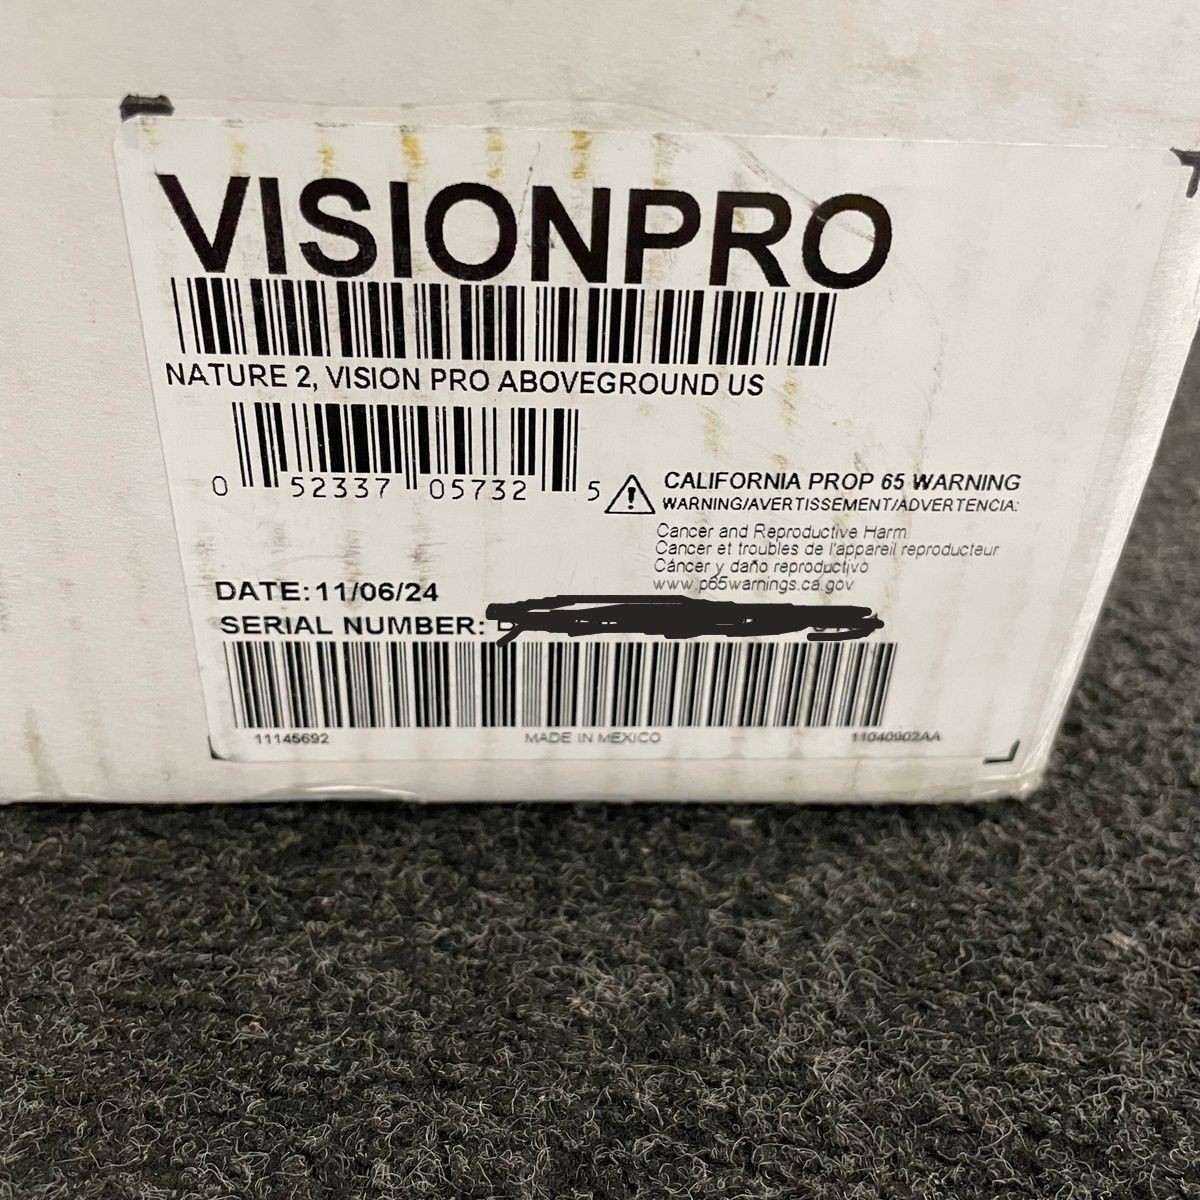 VISIONPRO
NATURE 2, VISION PRO ABOVEGROUND US
0 52337 05732 5
CALIFORNIA PROP 65 WARNING
WARNING/AVERTISSEMENT/ADVERTENCIA:
Cancer and Reproductive Harm
Cancer et troubles de l'appareil reproducteur
Cáncer y daño reproductivo
www.p65warnings.ca.gov
DATE: 11/06/24
SERIAL NUMBER:
11145692 MADE IN MEXICO 11040902AA